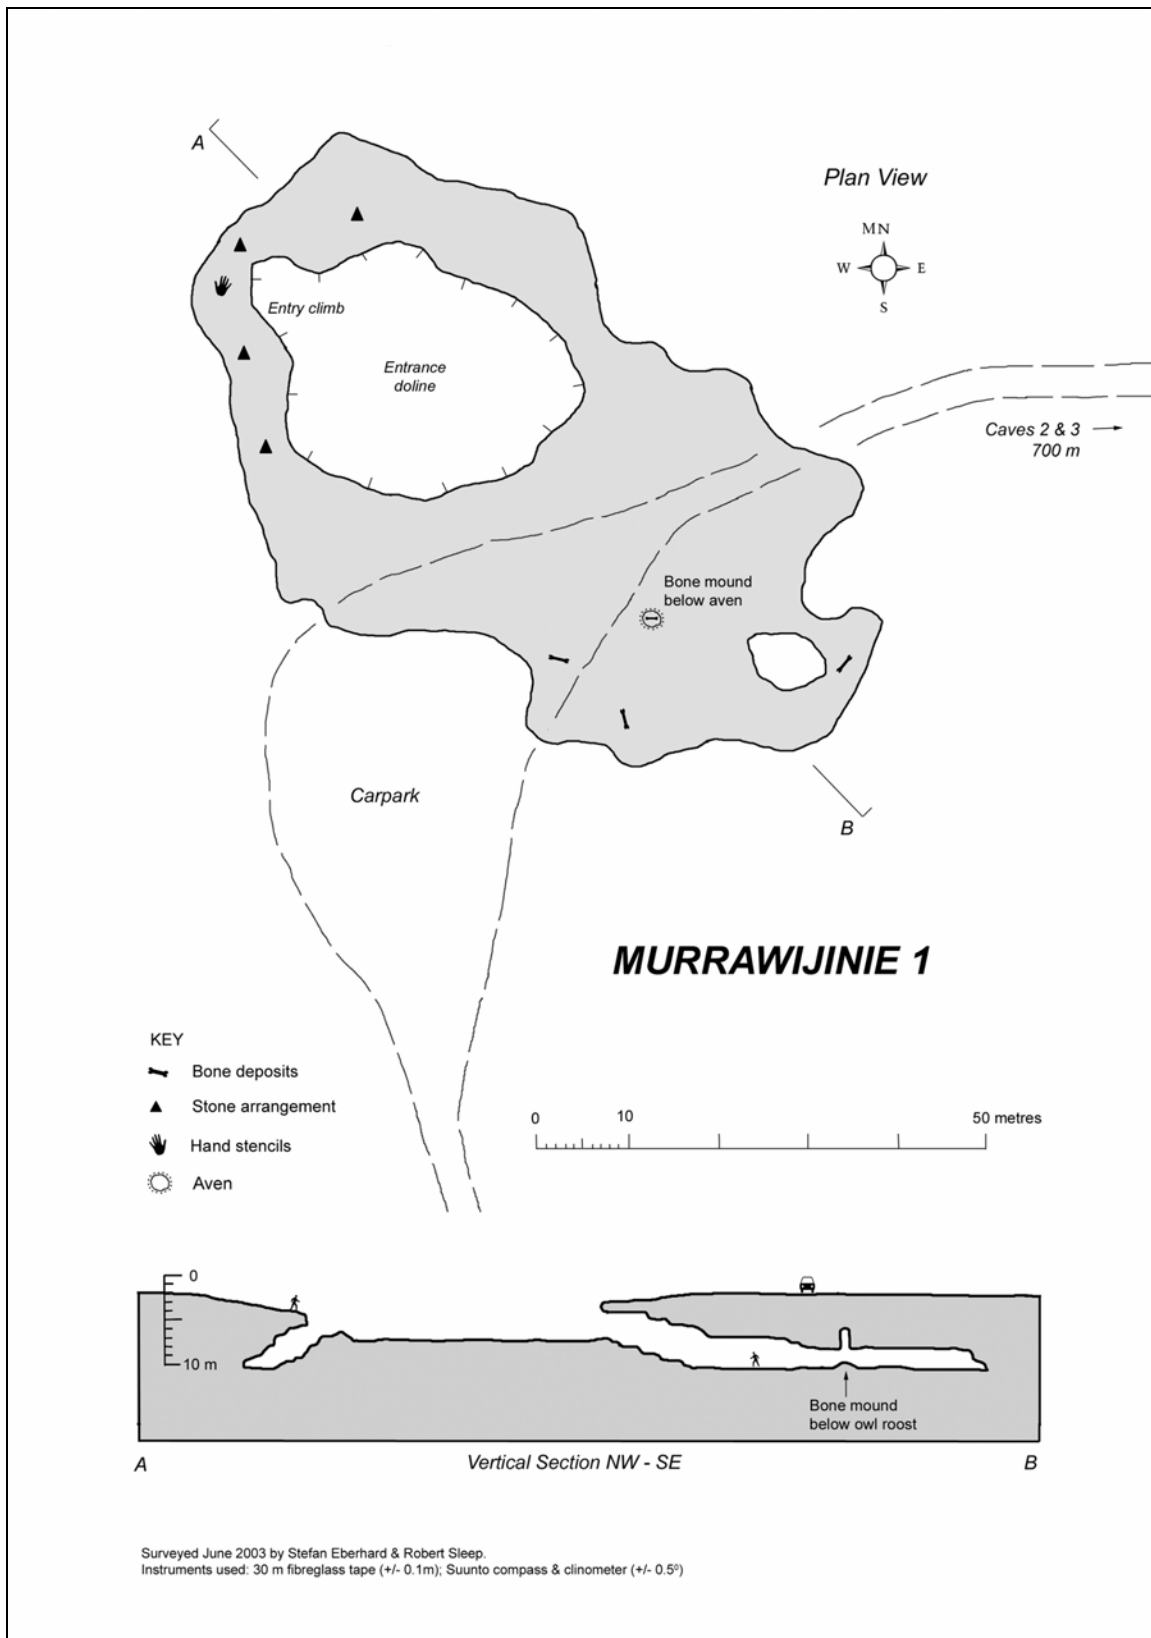 A
Plan View
MN
W E
S
Entry climb
Entrance
doline
Caves 2 & 3
700 m
Bone mound
below aven
Carpark
B
MURRAWIJINIE 1
KEY
Bone deposits
Stone arrangement
Hand stencils
Aven
0 10 50 metres
0
10 m
Bone mound
below owl roost
A Vertical Section NW - SE B
Surveyed June 2003 by Stefan Eberhard & Robert Sleep.
Instruments used: 30 m fibreglass tape (+/- 0.1m); Suunto compass & clinometer (+/- 0.5⁰)